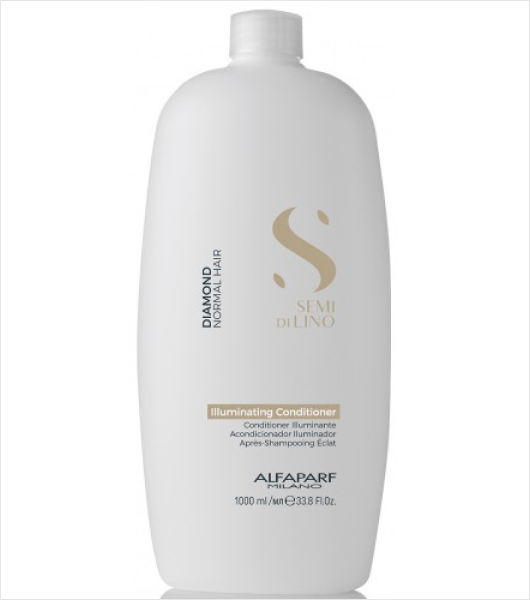 DIAMOND
NORMAL HAIR
SEMI
DI LINO
Illuminating Conditioner
Conditioner Illuminante
Acondicionador Iluminador
Après-Shampooing Éclat
ALFAPARF
MILANO
1000 ml/мл℮33.8 Fl.Oz.